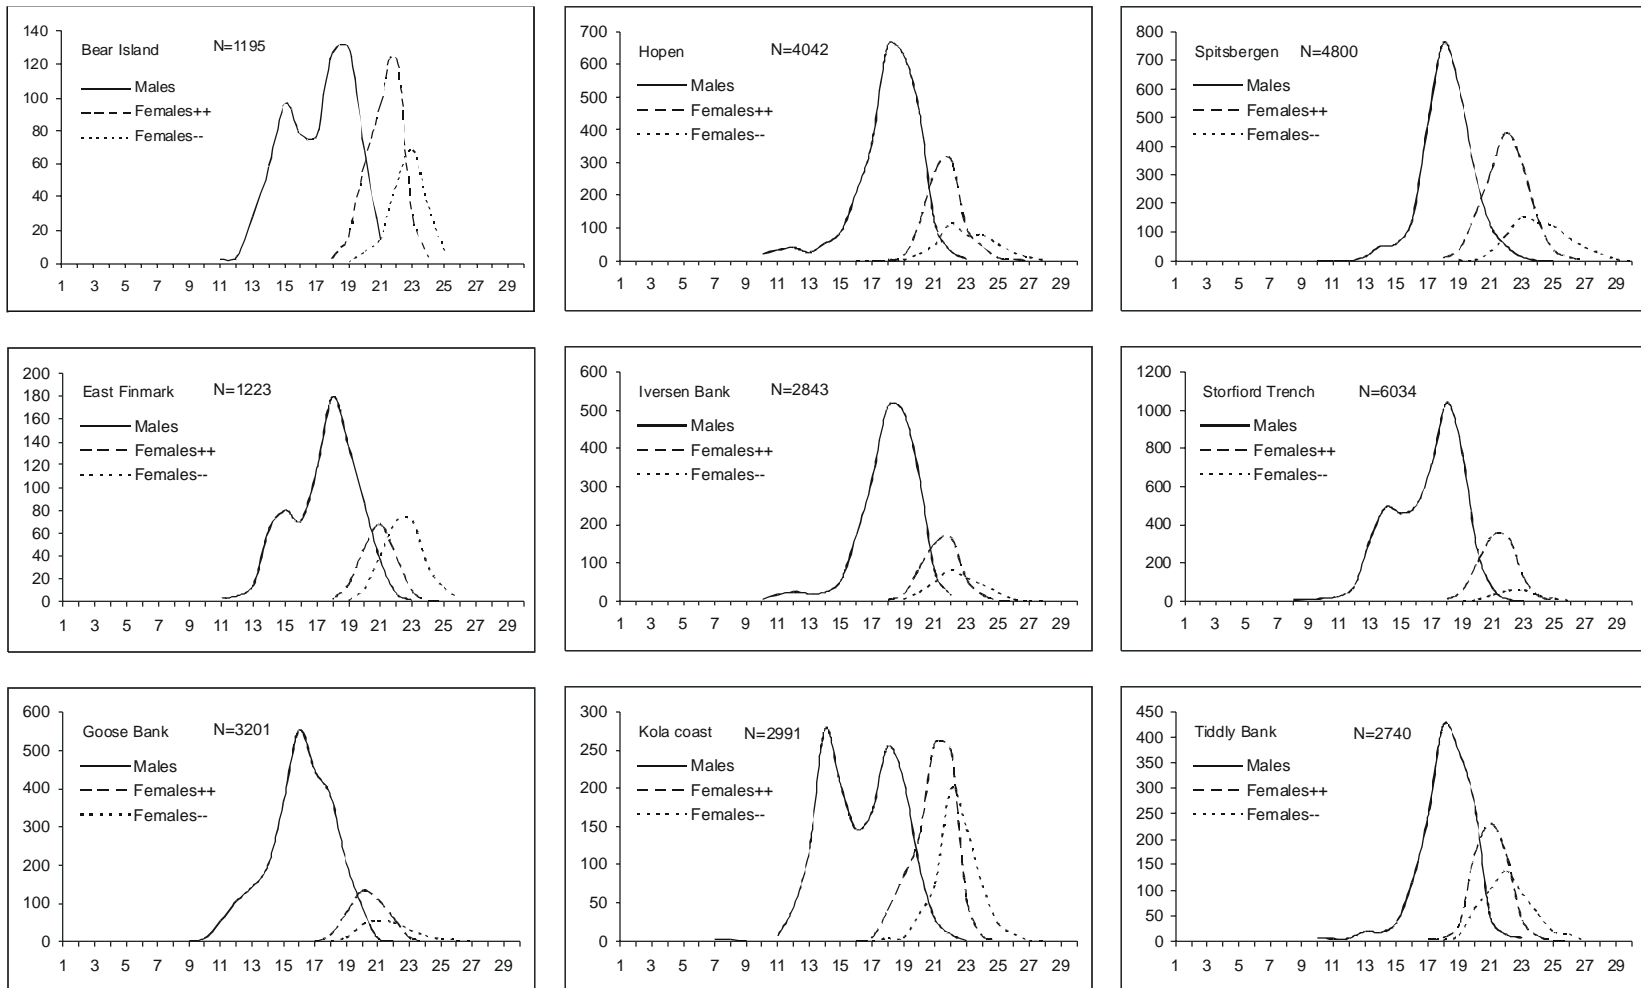 140
Bear Island N=1195
120
Males
100
Females++
80
Females--
60
40
20
0
1 3 5 7 9 11 13 15 17 19 21 23 25 27 29
700
Hopen N=4042
600
Males
500
Females++
400
Females--
300
200
100
0
1 3 5 7 9 11 13 15 17 19 21 23 25 27 29
800
Spitsbergen N=4800
700
Males
600
Females++
500
Females--
400
300
200
100
0
1 3 5 7 9 11 13 15 17 19 21 23 25 27 29
200
East Finmark N=1223
180
160
Males
140
Females++
120
Females--
100
80
60
40
20
0
1 3 5 7 9 11 13 15 17 19 21 23 25 27 29
600
Iversen Bank N=2843
500
Males
400
Females++
Females--
300
200
100
0
1 3 5 7 9 11 13 15 17 19 21 23 25 27 29
1200
Storfiord Trench N=6034
1000
Males
800
Females++
Females--
600
400
200
0
1 3 5 7 9 11 13 15 17 19 21 23 25 27 29
600
Goose Bank N=3201
500
Males
400
Females++
Females--
300
200
100
0
1 3 5 7 9 11 13 15 17 19 21 23 25 27 29
300
Kola coast N=2991
250
Males
200
Females++
Females--
150
100
50
0
1 3 5 7 9 11 13 15 17 19 21 23 25 27 29
450
Tiddly Bank N=2740
400
350
Males
300
Females++
250
Females--
200
150
100
50
0
1 3 5 7 9 11 13 15 17 19 21 23 25 27 29